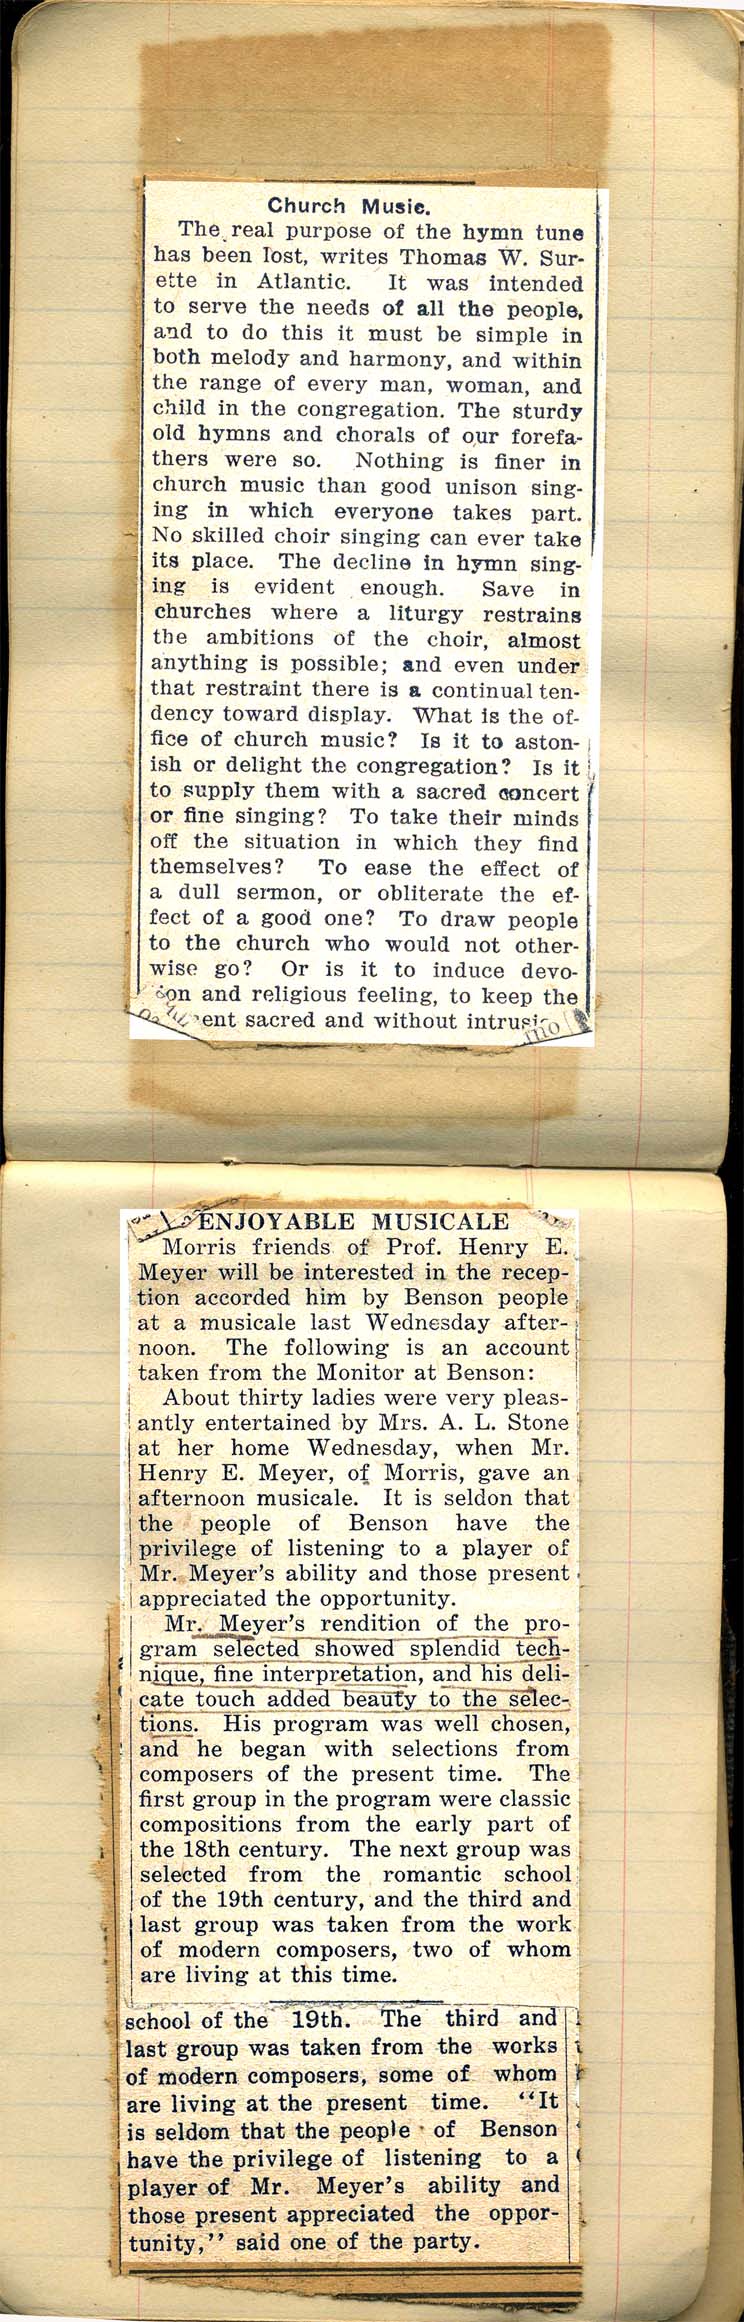 Church Music.
The real purpose of the hymn tune
has been lost, writes Thomas W. Sur-
ette in Atlantic. It was intended
to serve the needs of all the people,
and to do this it must be simple in
both melody and harmony, and within
the range of every man, woman, and
child in the congregation. The sturdy
old hymns and chorals of our forefa-
thers were so. Nothing is finer in
church music than good unison sing-
ing in which everyone takes part.
No skilled choir singing can ever take
its place. The decline in hymn sing-
ing is evident enough. Save in
churches where a liturgy restrains
the ambitions of the choir, almost
anything is possible; and even under
that restraint there is a continual ten-
dency toward display. What is the of-
fice of church music? Is it to aston-
ish or delight the congregation? Is it
to supply them with a sacred concert
or fine singing? To take their minds
off the situation in which they find
themselves? To ease the effect of
a dull sermon, or obliterate the ef-
fect of a good one? To draw people
to the church who would not other-
wise go? Or is it to induce devo-
ion and religious feeling, to keep the
ent sacred and without intrusi
ENJOYABLE MUSICALE
Morris friends of Prof. Henry E.
Meyer will be interested in the recep-
tion accorded him by Benson people
at a musicale last Wednesday after-
noon. The following is an account
taken from the Monitor at Benson:
About thirty ladies were very pleas-
antly entertained by Mrs. A. L. Stone
at her home Wednesday, when Mr.
Henry E. Meyer, of Morris, gave an
afternoon musicale. It is seldon that
the people of Benson have the
privilege of listening to a player of
Mr. Meyer's ability and those present
appreciated the opportunity.
Mr. Meyer's rendition of the pro-
gram selected showed splendid tech-
nique, fine interpretation, and his deli-
cate touch added beauty to the selec-
tions. His program was well chosen,
and he began with selections from
composers of the present time. The
first group in the program were classic
compositions from the early part of
the 18th century. The next group was
selected from the romantic school
of the 19th century, and the third and
last group was taken from the work
of modern composers, two of whom
are living at this time.
school of the 19th. The third and
last group was taken from the works
of modern composers, some of whom
are living at the present time. "It
is seldom that the people of Benson
have the privilege of listening to a
player of Mr. Meyer's ability and
those present appreciated the oppor-
tunity," said one of the party.